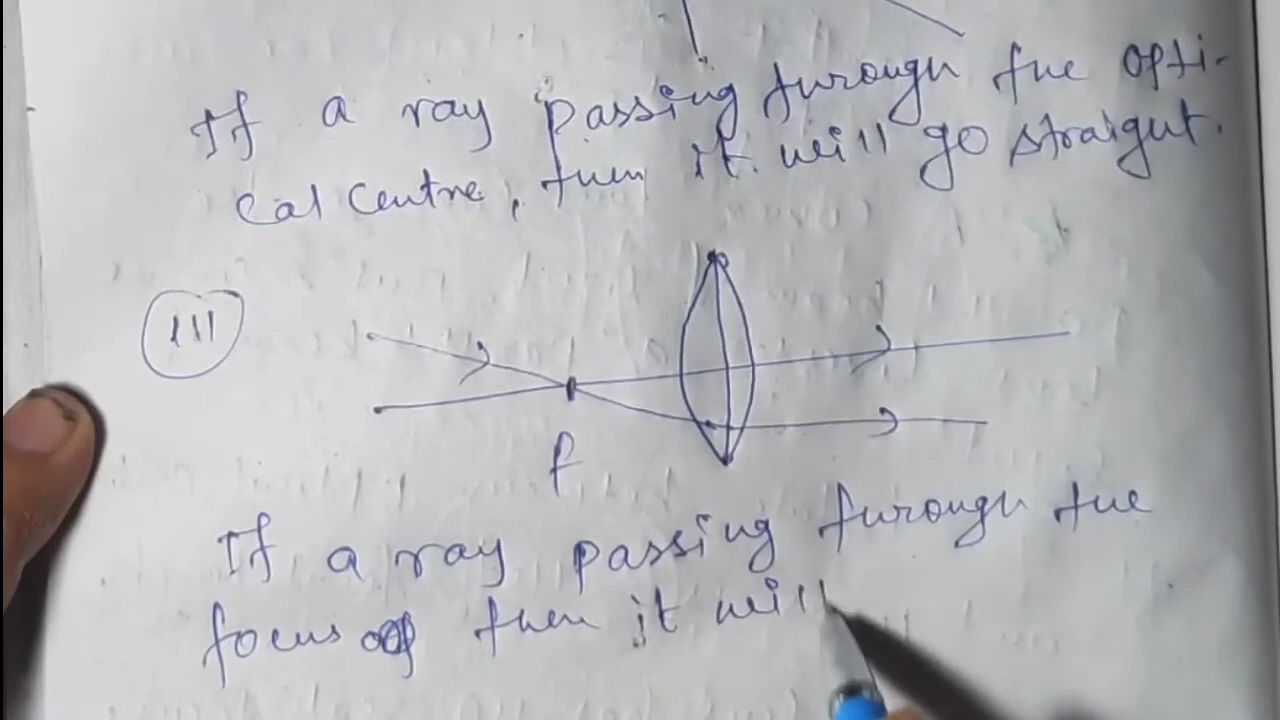 If a ray passing through the opti-
cal centre, then it will go straight.
III
f
If a ray passing through the
focus then it will